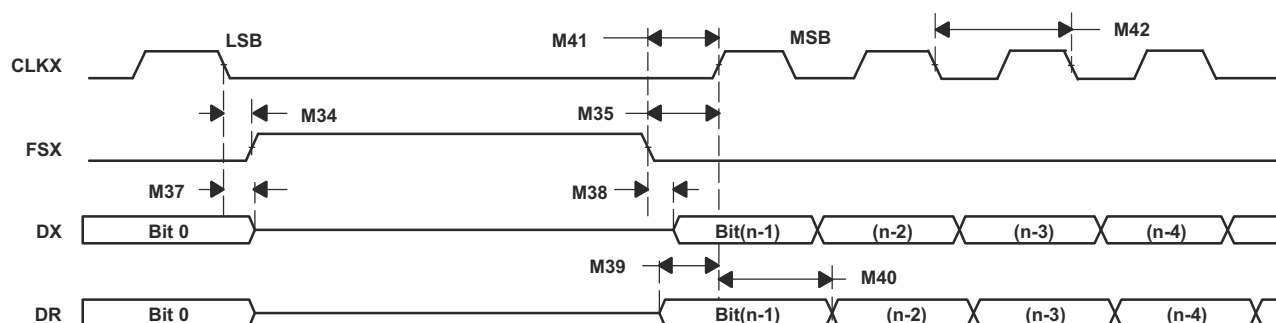 LSB M41 MSB M42
CLKX
M34 M35
FSX
M37 M38
DX Bit 0 Bit(n-1) (n-2) (n-3) (n-4)
M39 M40
DR Bit 0 Bit(n-1) (n-2) (n-3) (n-4)